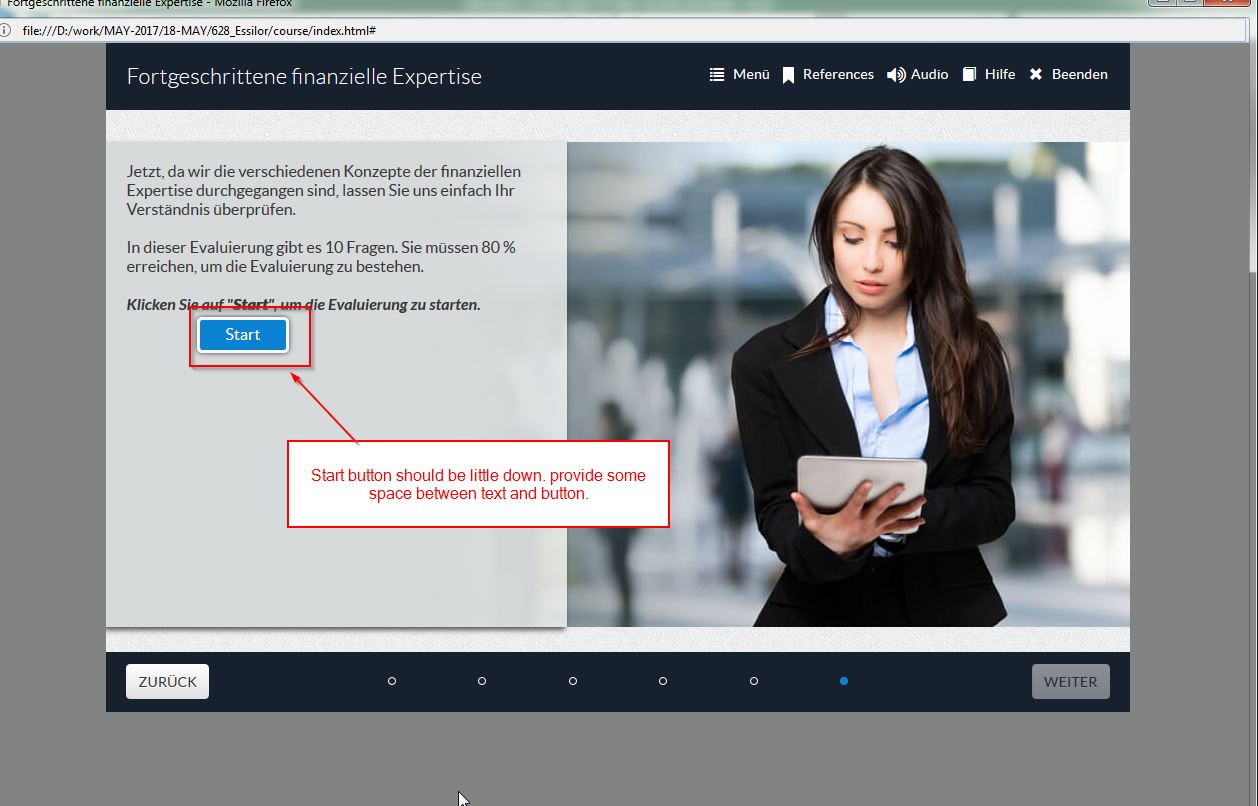 Fortgeschrittene finanzielle Expertise - Mozilla Firefox
file:///D:/work/MAY-2017/18-MAY/628_Essilor/course/index.html#
Fortgeschrittene finanzielle Expertise
Menü References Audio Hilfe Beenden
Jetzt, da wir die verschiedenen Konzepte der finanziellen
Expertise durchgegangen sind, lassen Sie uns einfach Ihr
Verständnis überprüfen.
In dieser Evaluierung gibt es 10 Fragen. Sie müssen 80 %
erreichen, um die Evaluierung zu bestehen.
Klicken Sie auf "Start", um die Evaluierung zu starten.
Start
Start button should be little down. provide some
space between text and button.
ZURÜCK
WEITER